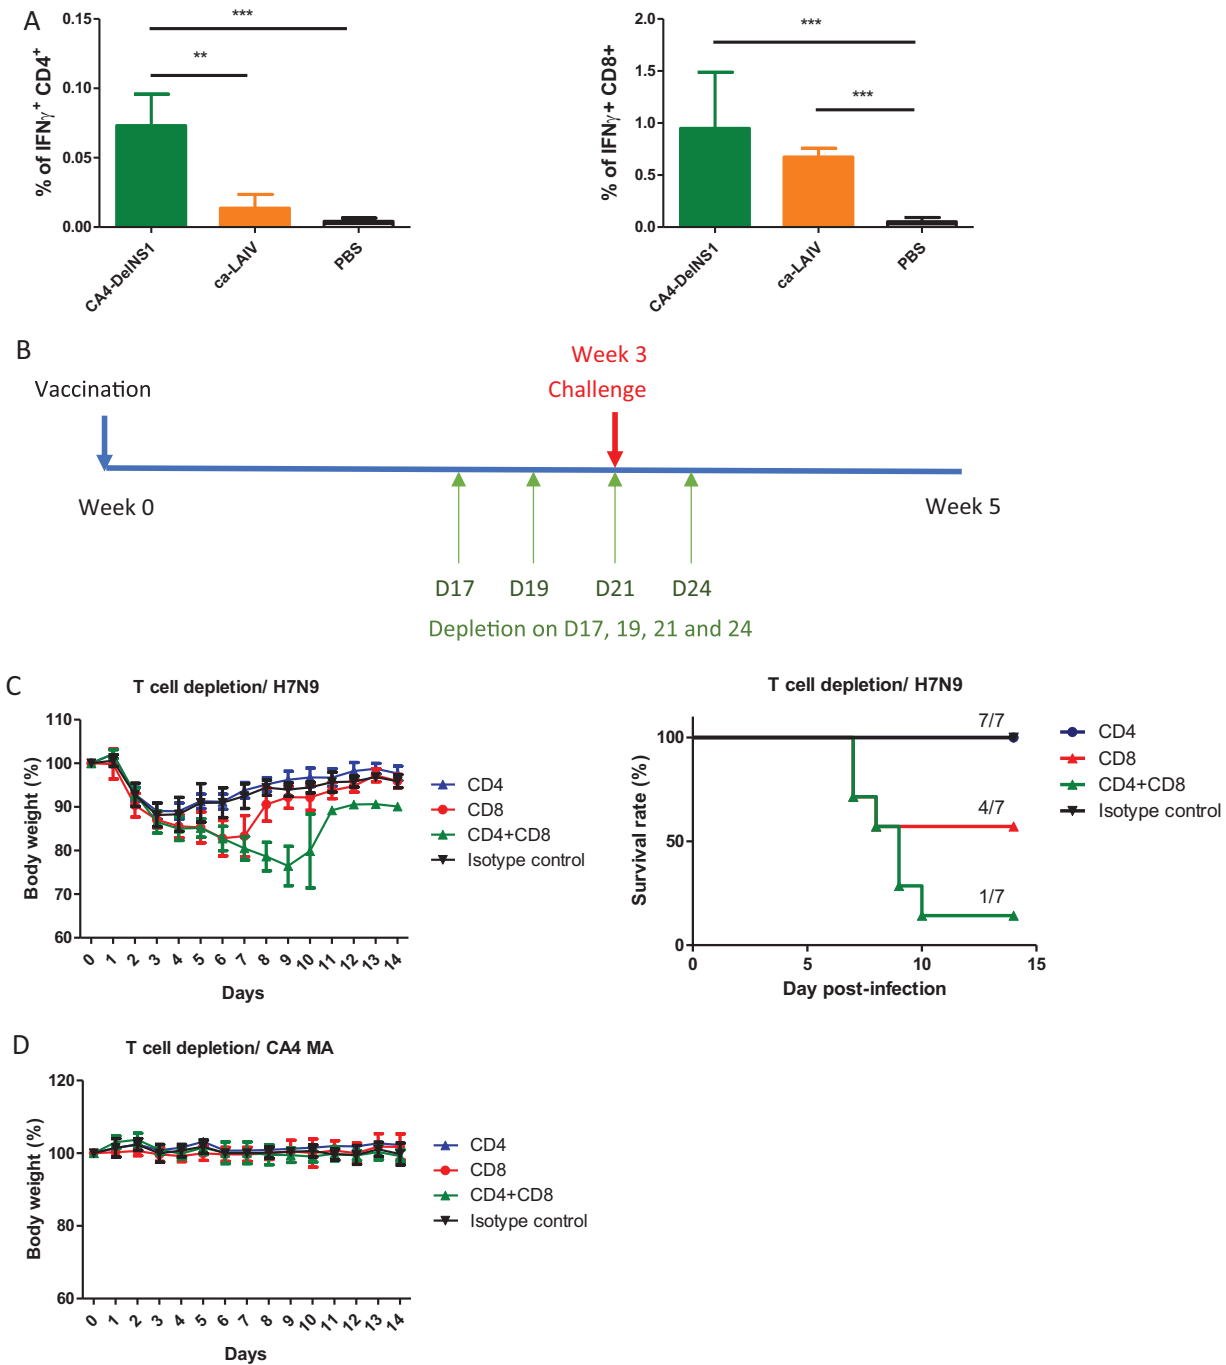 A
% of IFNγ+ CD4+
0.15
0.10
0.05
0.00
***
**
CA4-DelNS1
ca-LAIV
PBS
% of IFNγ+ CD8+
2.0
1.5
1.0
0.5
0.0
***
***
CA4-DelNS1
ca-LAIV
PBS
B
Week 3
Challenge
Vaccination
Week 0
Week 5
D17
D19
D21
D24
Depletion on D17, 19, 21 and 24
C
T cell depletion/ H7N9
Body weight (%)
110
100
90
80
70
60
0 1 2 3 4 5 6 7 8 9 10 11 12 13 14
Days
CD4
CD8
CD4+CD8
Isotype control
T cell depletion/ H7N9
Survival rate (%)
100
50
0
7/7
4/7
1/7
0 5 10 15
Day post-infection
CD4
CD8
CD4+CD8
Isotype control
D
T cell depletion/ CA4 MA
Body weight (%)
120
100
80
60
0 1 2 3 4 5 6 7 8 9 10 11 12 13 14
Days
CD4
CD8
CD4+CD8
Isotype control